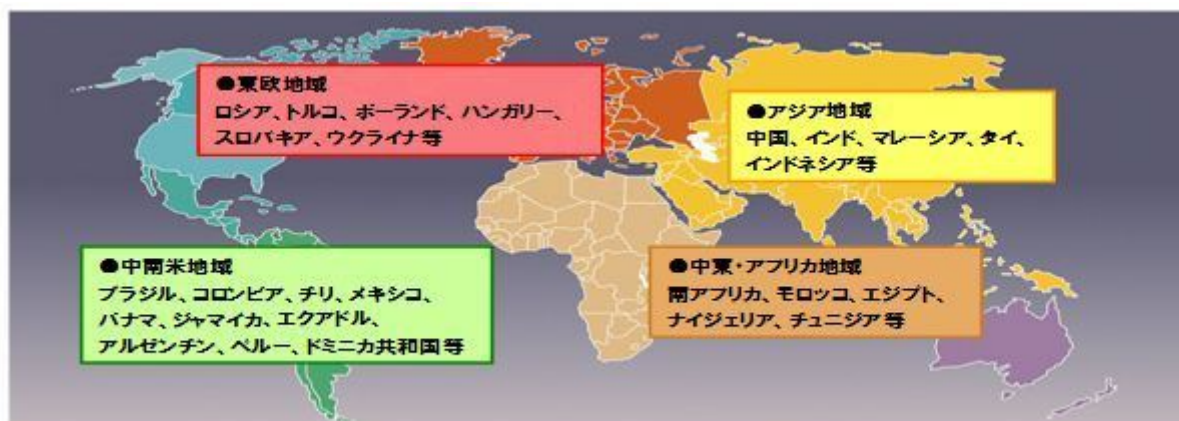 ●東欧地域
ロシア、トルコ、ポーランド、ハンガリー、
スロバキア、ウクライナ等
●アジア地域
中国、インド、マレーシア、タイ、
インドネシア等
●中南米地域
ブラジル、コロンビア、チリ、メキシコ、
パナマ、ジャマイカ、エクアドル、
アルゼンチン、ペルー、ドミニカ共和国等
●中東・アフリカ地域
南アフリカ、モロッコ、エジプト、
ナイジェリア、チュニジア等